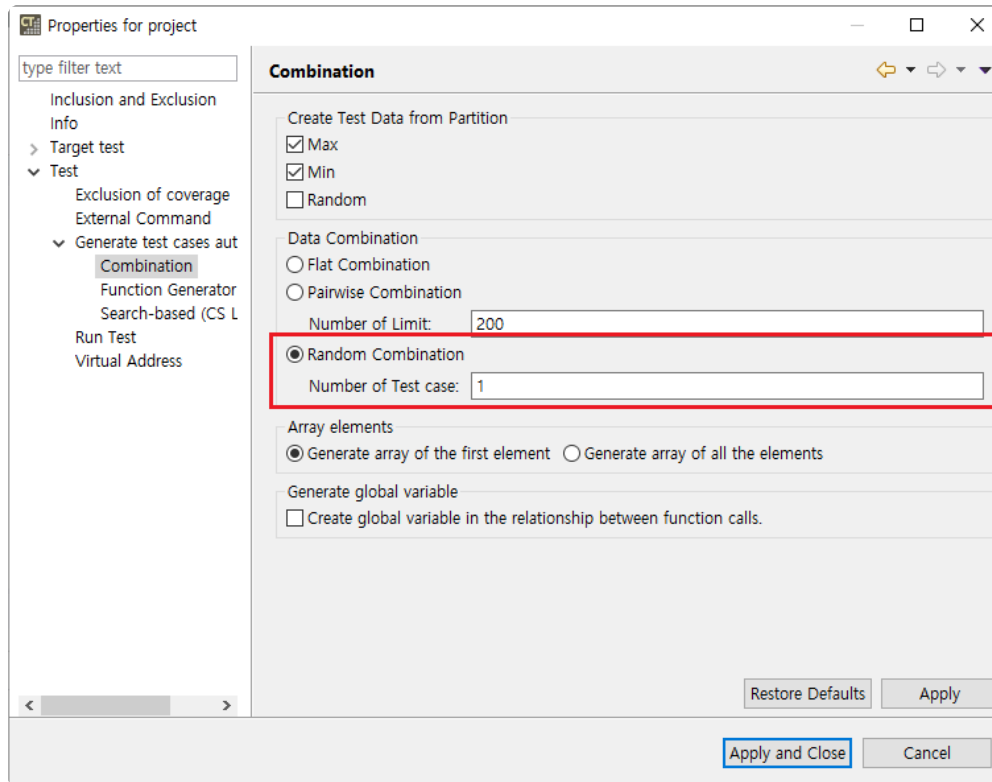 CT
Properties for project
type filter text
Inclusion and Exclusion
Info
Target test
Test
Exclusion of coverage
External Command
Generate test cases aut
Combination
Function Generator
Search-based (CS L
Run Test
Virtual Address
Combination
Create Test Data from Partition
Max
Min
Random
Data Combination
Flat Combination
Pairwise Combination
Number of Limit: 200
Random Combination
Number of Test case: 1
Array elements
Generate array of the first element Generate array of all the elements
Generate global variable
Create global variable in the relationship between function calls.
Restore Defaults Apply
Apply and Close Cancel